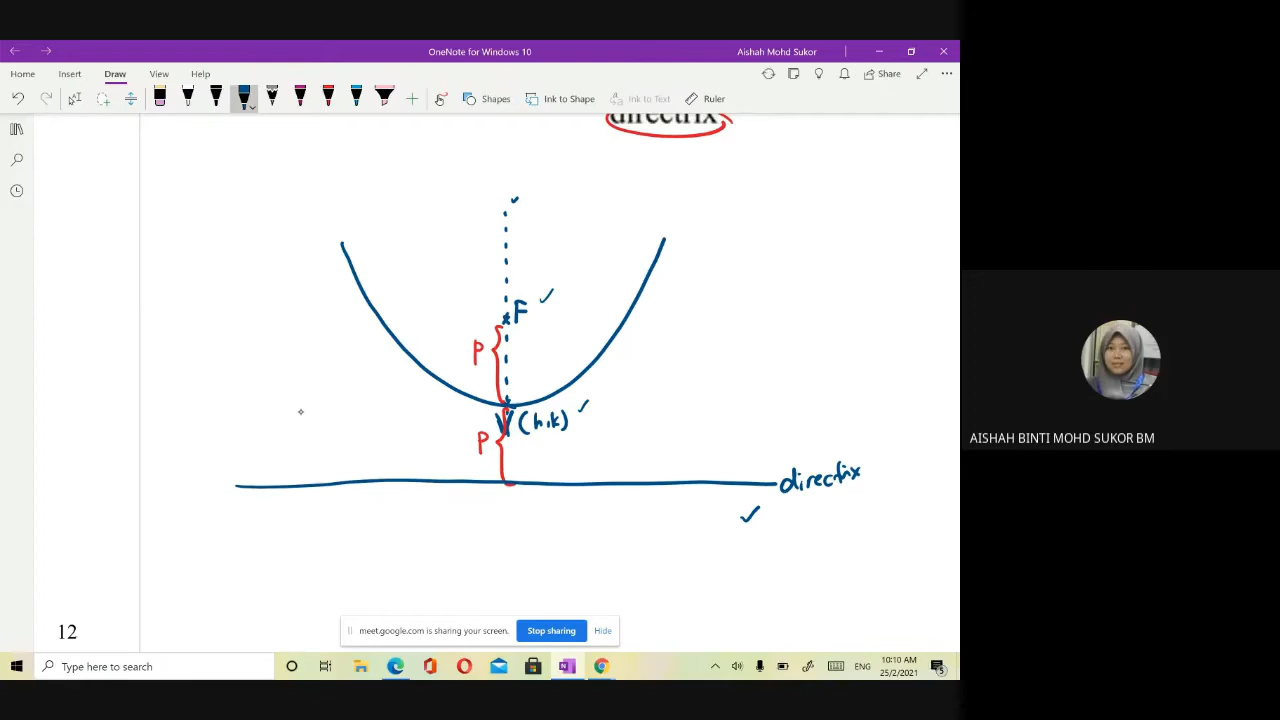 OneNote for Windows 10
Aishah Mohd Sukor
Home Insert Draw View Help
Share
Shapes Ink to Shape Ink to Text Ruler
directrix
F
P
V (h,k)
P
directrix
12
meet.google.com is sharing your screen. Stop sharing Hide
AISHAH BINTI MOHD SUKOR BM
Type here to search
ENG
10:10 AM
25/2/2021
5